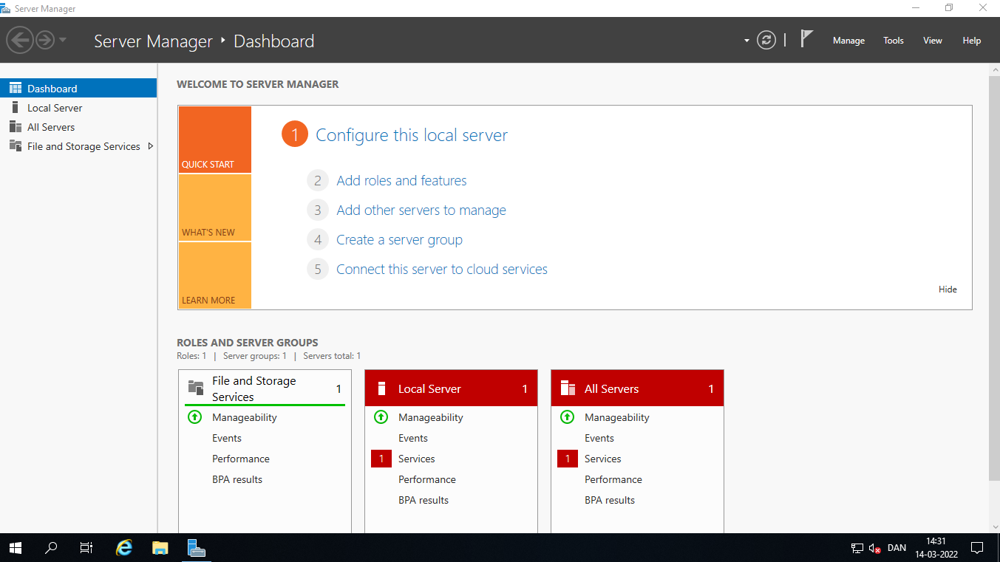 Server Manager
Server Manager ‣ Dashboard
Manage Tools View Help
Dashboard
Local Server
All Servers
File and Storage Services
WELCOME TO SERVER MANAGER
QUICK START
WHAT'S NEW
LEARN MORE
1 Configure this local server
2 Add roles and features
3 Add other servers to manage
4 Create a server group
5 Connect this server to cloud services
Hide
ROLES AND SERVER GROUPS
Roles: 1 | Server groups: 1 | Servers total: 1
File and Storage
Services
1
Manageability
Events
Performance
BPA results
Local Server 1
Manageability
Events
1 Services
Performance
BPA results
All Servers 1
Manageability
Events
1 Services
Performance
BPA results
DAN
14:31
14-03-2022